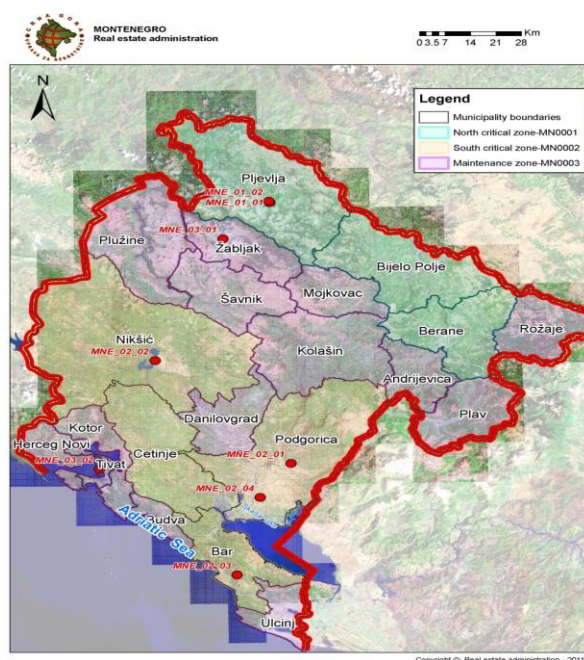 MONTENEGRO
Real estate administration
Km
0 3.5 7 14 21 28
N
Legend
Municipality boundaries
North critical zone-MN0001
South critical zone-MN0002
Maintenance zone-MN0003
Pljevlja
MNE_01_02
MNE_01_01
MNE_03_01
Žabljak
Plužine
Bijelo Polje
Šavnik
Mojkovac
Rožaje
Berane
Nikšić
MNE_02_02
Kolašin
Andrijevica
Plav
Danilovgrad
Kotor
Herceg Novi
Cetinje
Podgorica
MNE_03_02
Tivat
MNE_02_01
MNE_02_04
Budva
Adriatic Sea
Bar
MNE_02_03
Ulcinj
Copyright ©: Real estate administration - 2011